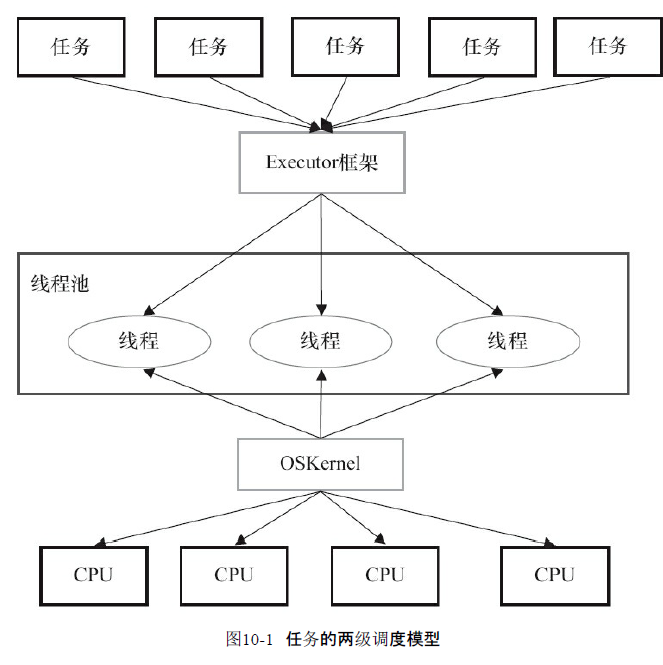 任务 任务 任务 任务 任务
Executor框架
线程池
线程 线程 线程
OSKernel
CPU CPU CPU CPU
图10-1 任务的两级调度模型